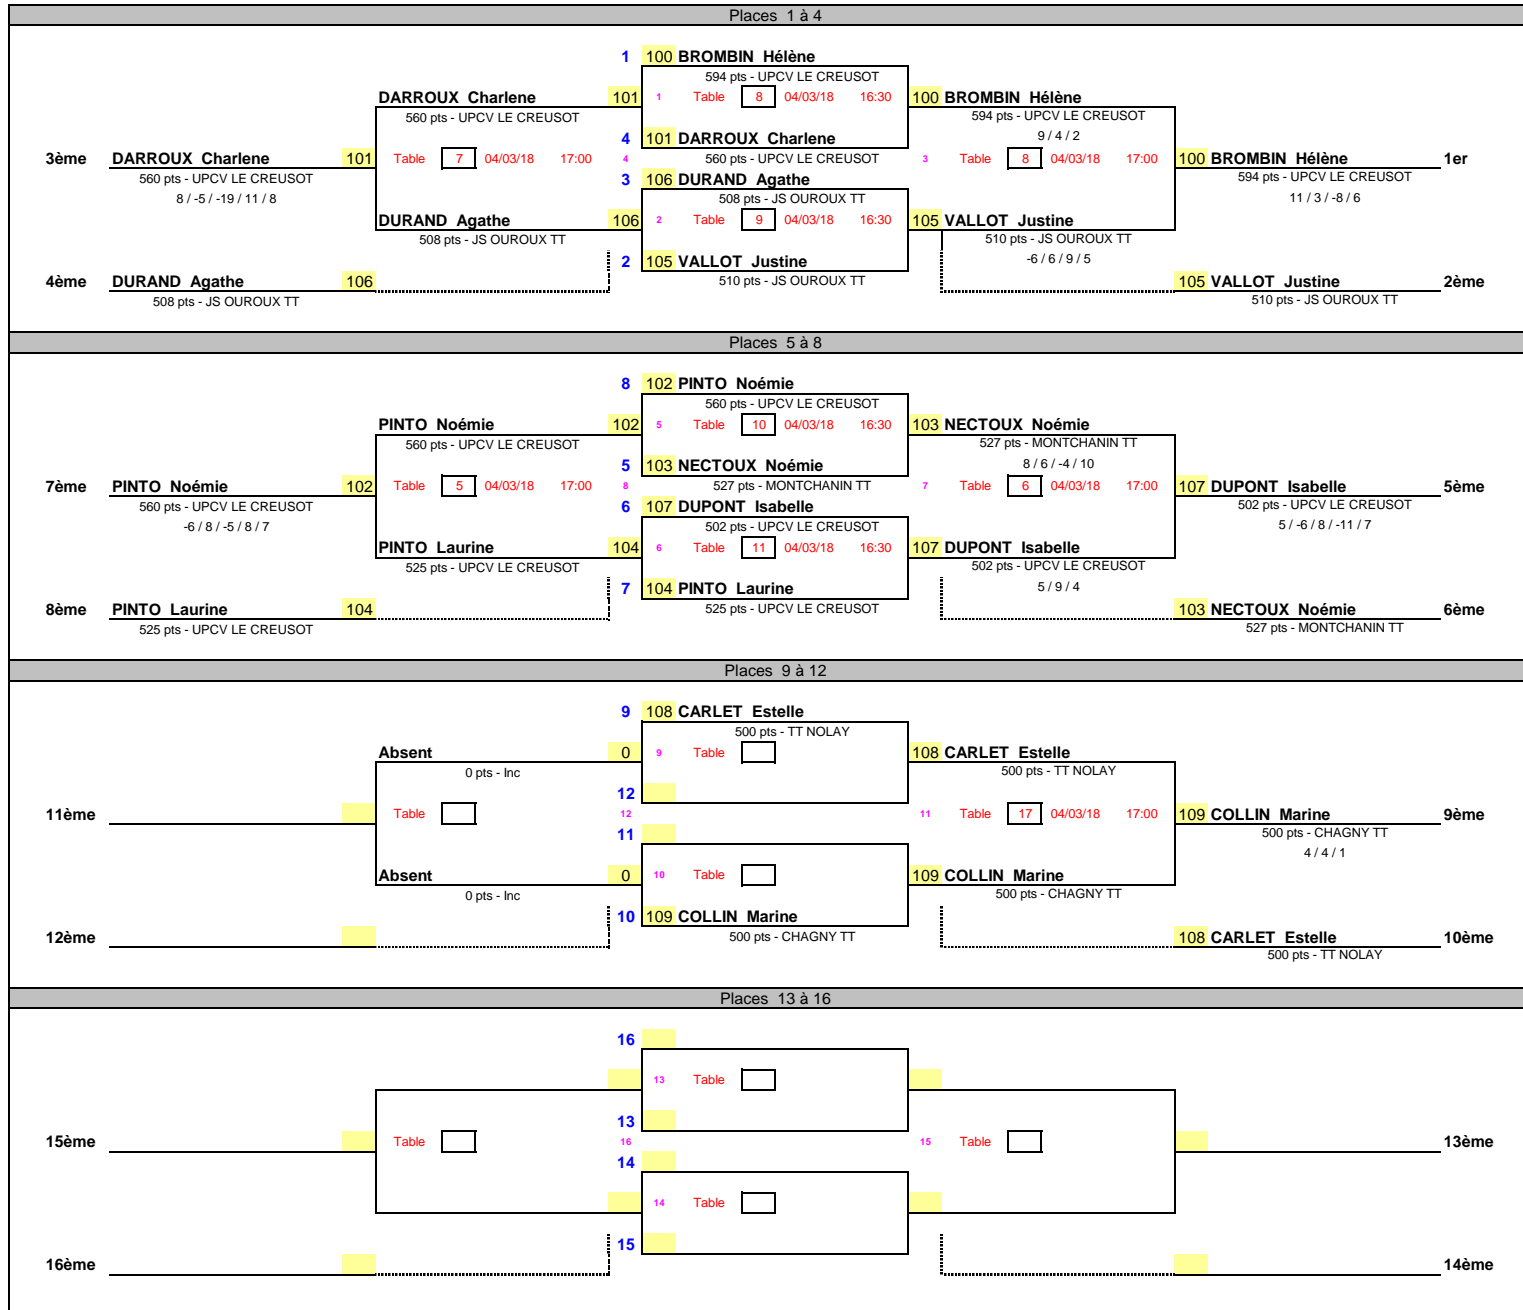 Places 1 à 4
1 100 BROMBIN Hélène
594 pts - UPCV LE CREUSOT
DARROUX Charlene 101 1 Table 8 04/03/18 16:30 100 BROMBIN Hélène
560 pts - UPCV LE CREUSOT 594 pts - UPCV LE CREUSOT
9 / 4 / 2
4 101 DARROUX Charlene
3ème DARROUX Charlene 101 Table 7 04/03/18 17:00 4 560 pts - UPCV LE CREUSOT 3 Table 8 04/03/18 17:00 100 BROMBIN Hélène 1er
560 pts - UPCV LE CREUSOT 3 106 DURAND Agathe 594 pts - UPCV LE CREUSOT
8 / -5 / -19 / 11 / 8 508 pts - JS OUROUX TT 11 / 3 / -8 / 6
DURAND Agathe 106 2 Table 9 04/03/18 16:30 105 VALLOT Justine
508 pts - JS OUROUX TT 510 pts - JS OUROUX TT
2 105 VALLOT Justine -6 / 6 / 9 / 5
4ème DURAND Agathe 106 510 pts - JS OUROUX TT 105 VALLOT Justine 2ème
508 pts - JS OUROUX TT 510 pts - JS OUROUX TT
Places 5 à 8
8 102 PINTO Noémie
560 pts - UPCV LE CREUSOT
PINTO Noémie 102 5 Table 10 04/03/18 16:30 103 NECTOUX Noémie
560 pts - UPCV LE CREUSOT 527 pts - MONTCHANIN TT
5 103 NECTOUX Noémie 8 / 6 / -4 / 10
7ème PINTO Noémie 102 Table 5 04/03/18 17:00 8 527 pts - MONTCHANIN TT 7 Table 6 04/03/18 17:00 107 DUPONT Isabelle 5ème
560 pts - UPCV LE CREUSOT 6 107 DUPONT Isabelle 502 pts - UPCV LE CREUSOT
-6 / 8 / -5 / 8 / 7 502 pts - UPCV LE CREUSOT 5 / -6 / 8 / -11 / 7
PINTO Laurine 104 6 Table 11 04/03/18 16:30 107 DUPONT Isabelle
525 pts - UPCV LE CREUSOT 502 pts - UPCV LE CREUSOT
7 104 PINTO Laurine 5 / 9 / 4
8ème PINTO Laurine 104 525 pts - UPCV LE CREUSOT 103 NECTOUX Noémie 6ème
525 pts - UPCV LE CREUSOT 527 pts - MONTCHANIN TT
Places 9 à 12
9 108 CARLET Estelle
500 pts - TT NOLAY
Absent 0 9 Table 108 CARLET Estelle
0 pts - Inc 500 pts - TT NOLAY
12
11ème Table 12 11 Table 17 04/03/18 17:00 109 COLLIN Marine 9ème
11 500 pts - CHAGNY TT
4 / 4 / 1
Absent 0 10 Table 109 COLLIN Marine
0 pts - Inc 500 pts - CHAGNY TT
10 109 COLLIN Marine
12ème 500 pts - CHAGNY TT 108 CARLET Estelle 10ème
500 pts - TT NOLAY
Places 13 à 16
16
13 Table
13
15ème Table 16 15 Table 13ème
14
14 Table
15
16ème 14ème